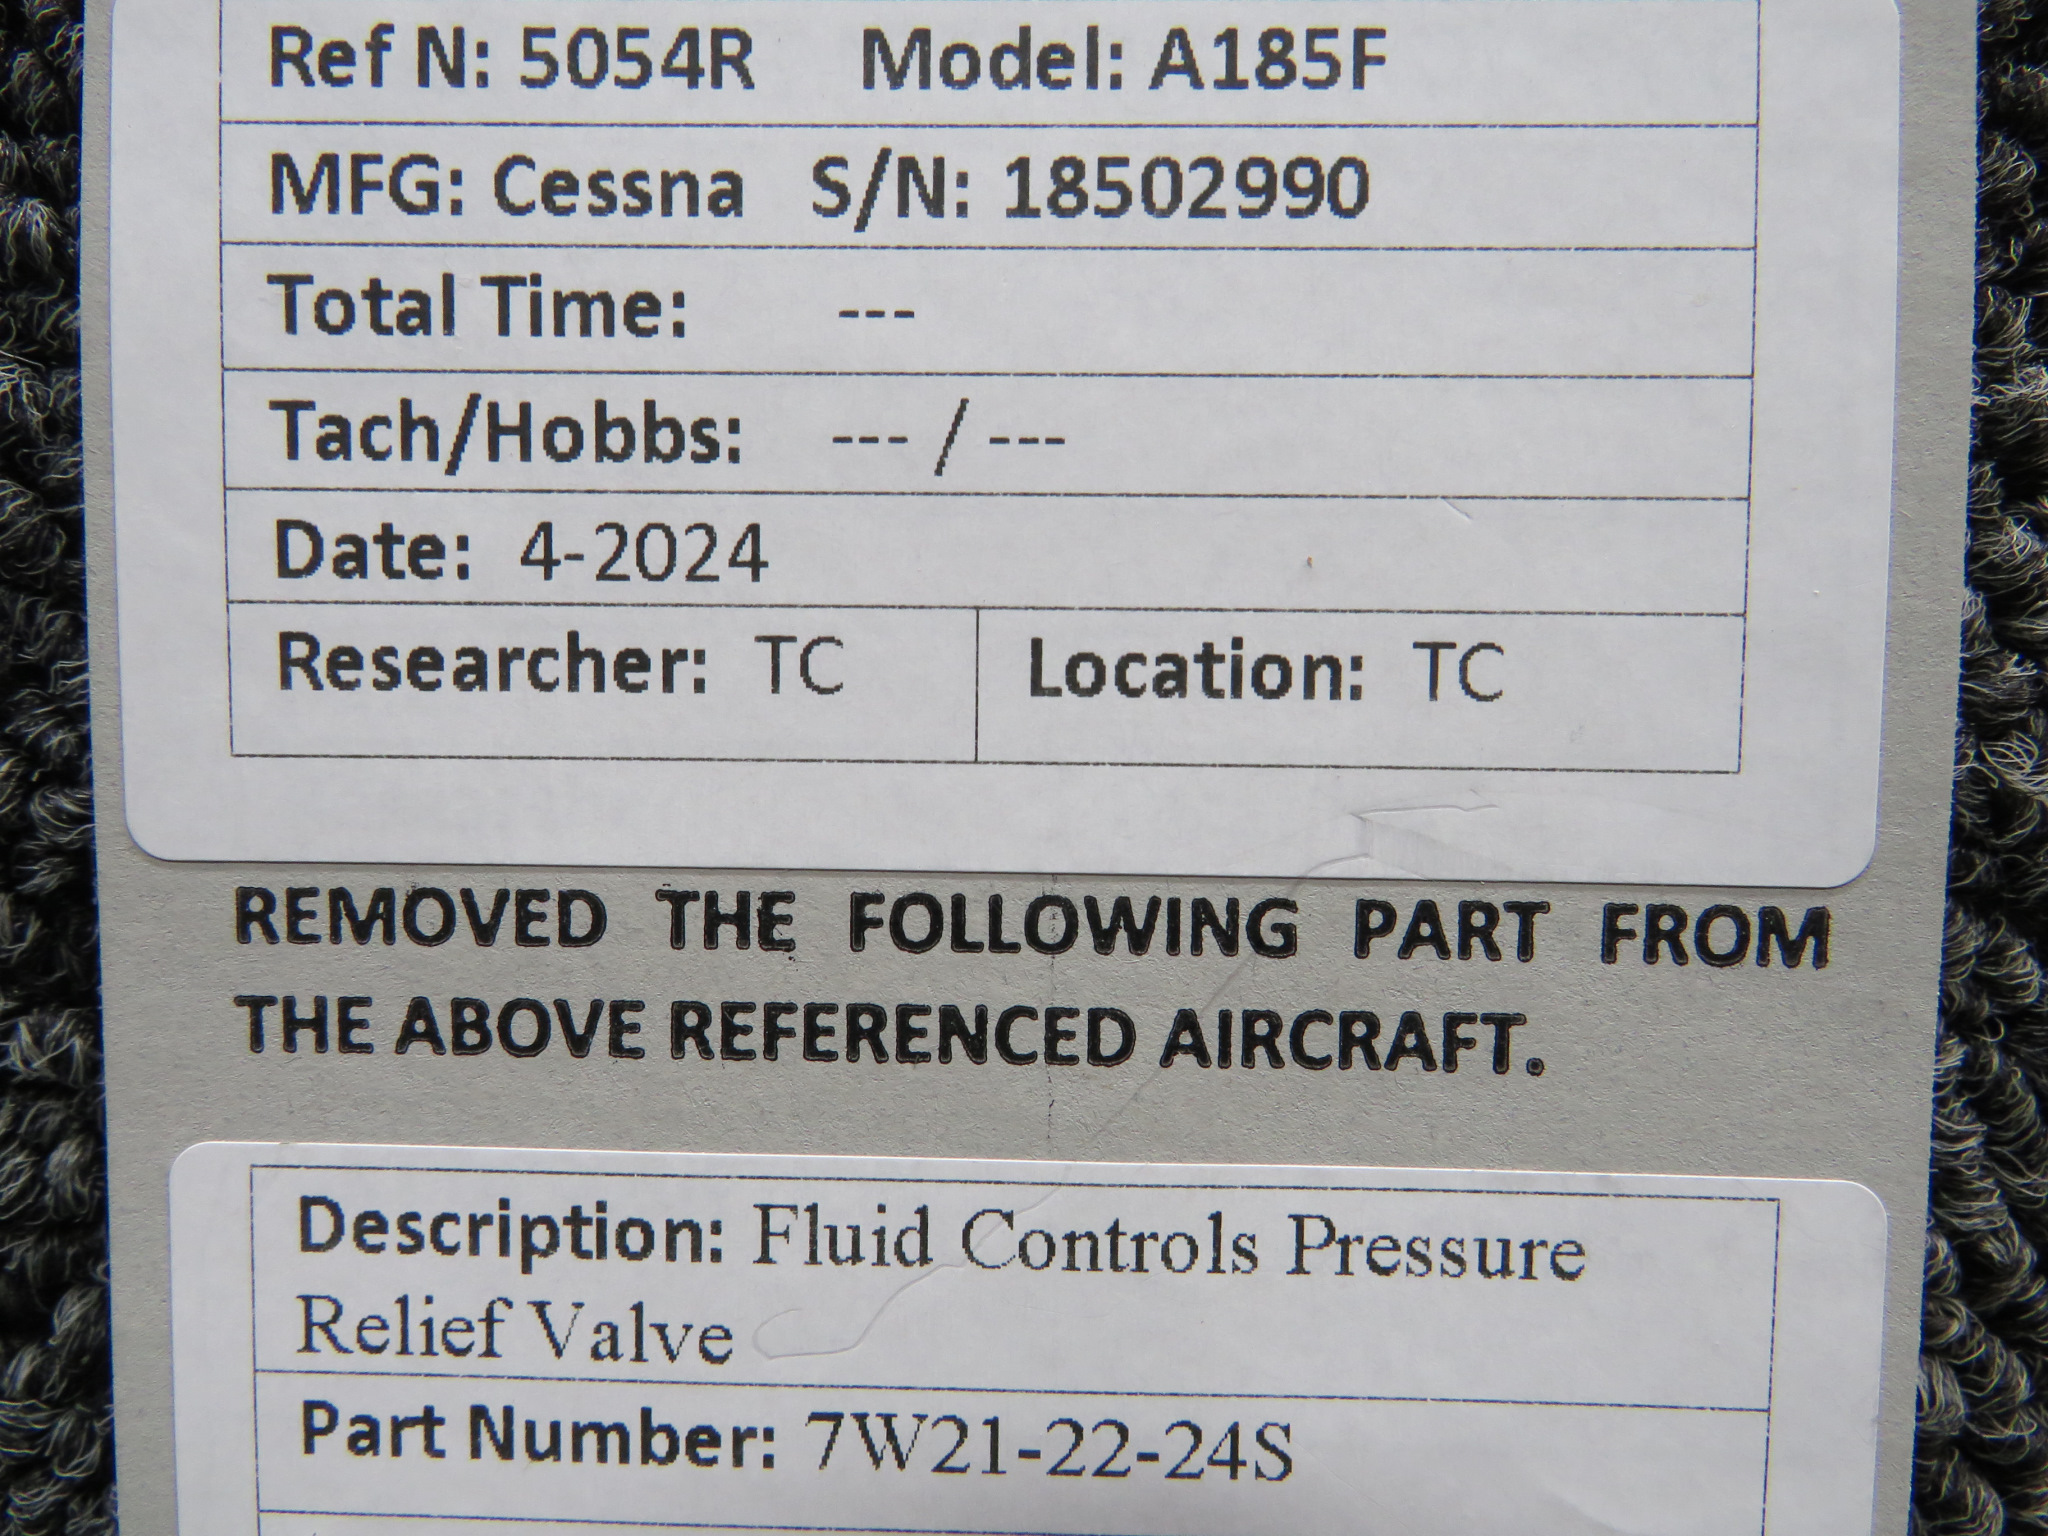 Ref N: 5054R Model: A185F
MFG: Cessna S/N: 18502990
Total Time: ---
Tach/Hobbs: --- / ---
Date: 4-2024
Researcher: TC Location: TC
REMOVED THE FOLLOWING PART FROM
THE ABOVE REFERENCED AIRCRAFT.
Description: Fluid Controls Pressure
Relief Valve
Part Number: 7W21-22-24S